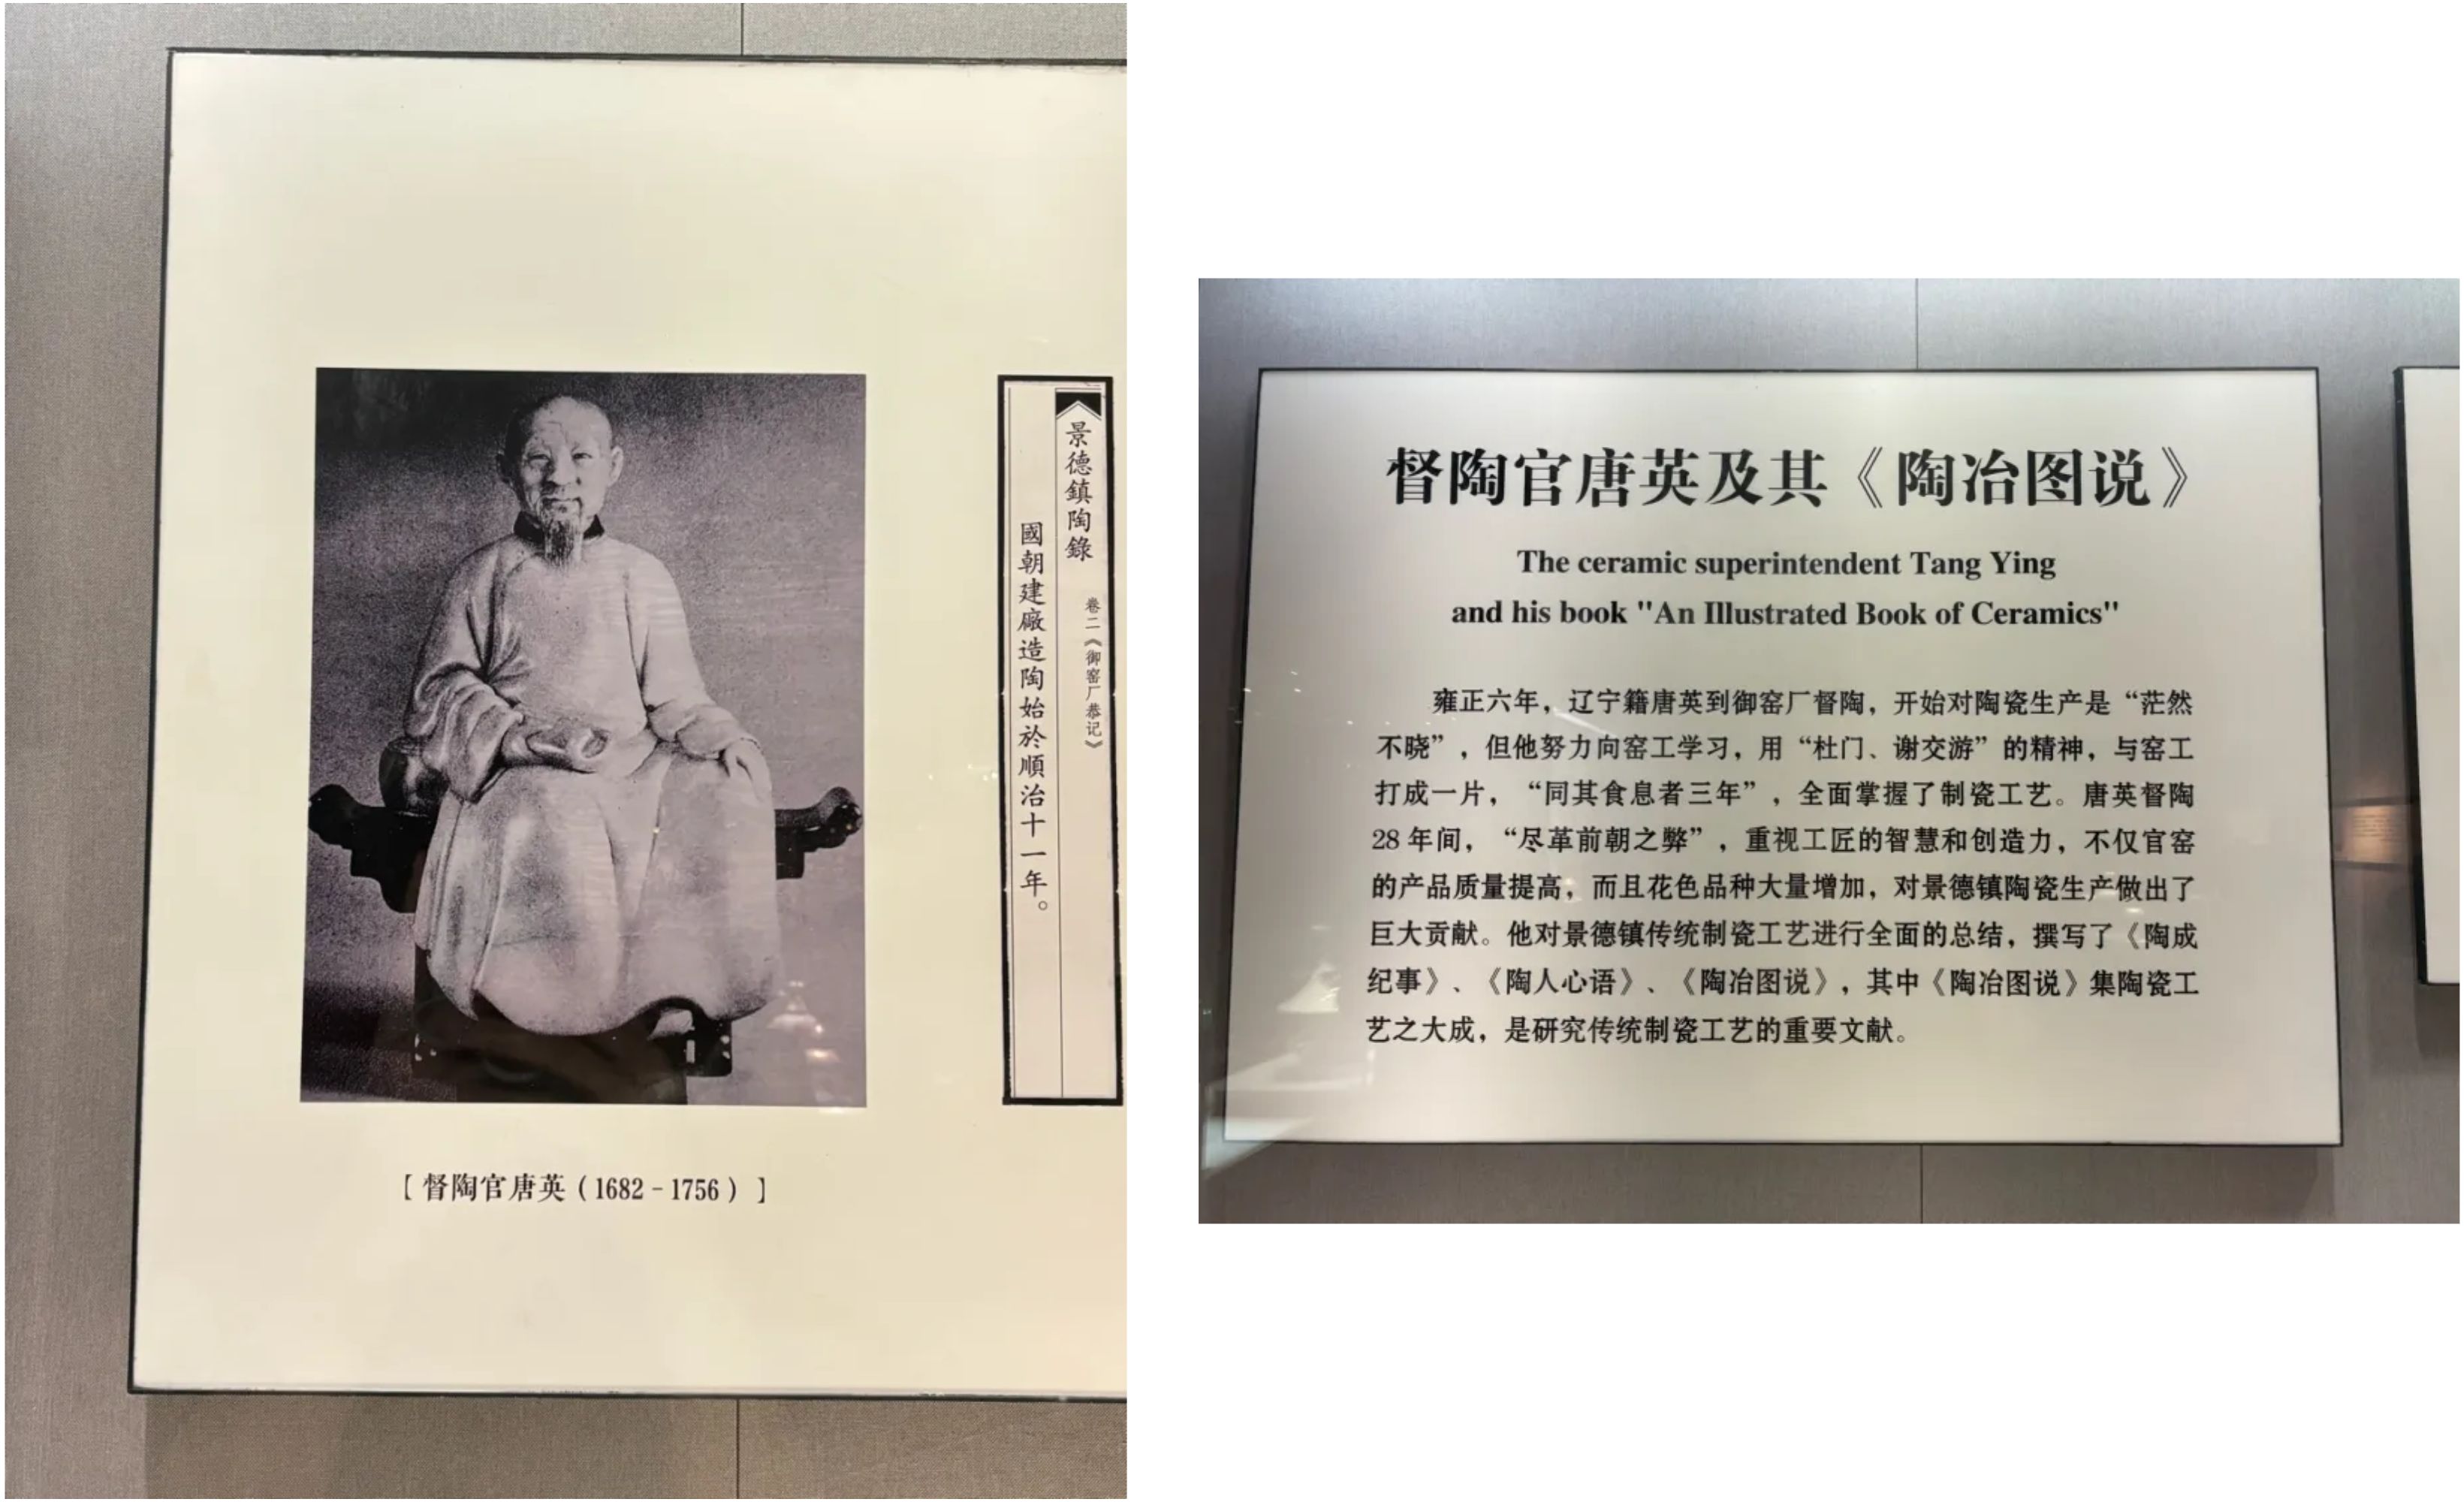 景德鎮陶錄
卷二《御窑厂恭记》
國朝建廠造陶始於順治十一年。
[ 督陶官唐英(1682-1756) ]
督陶官唐英及其《陶冶图说》
The ceramic superintendent Tang Ying
and his book "An Illustrated Book of Ceramics"
雍正六年，辽宁籍唐英到御窑厂督陶，开始对陶瓷生产是“茫然
不晓”，但他努力向窑工学习，用“杜门、谢交游”的精神，与窑工
打成一片，“同其食息者三年”，全面掌握了制瓷工艺。唐英督陶
28年间，“尽革前朝之弊”，重视工匠的智慧和创造力，不仅官窑
的产品质量提高，而且花色品种大量增加，对景德镇陶瓷生产做出了
巨大贡献。他对景德镇传统制瓷工艺进行全面的总结，撰写了《陶成
纪事》、《陶人心语》、《陶冶图说》，其中《陶冶图说》集陶瓷工
艺之大成，是研究传统制瓷工艺的重要文献。